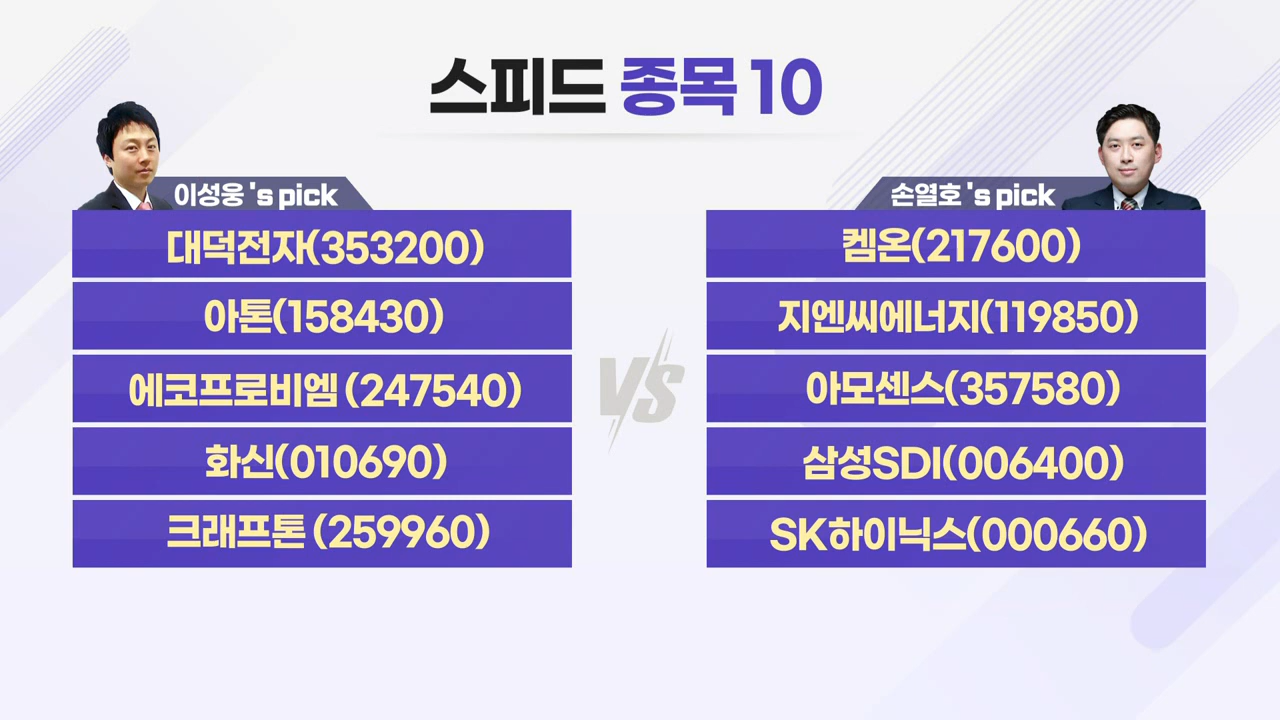 스피드 종목 10
이성웅 's pick
대덕전자(353200)
아톤(158430)
에코프로비엠 (247540)
화신(010690)
크래프톤 (259960)
VS
손열호 's pick
켐온(217600)
지엔씨에너지(119850)
아모센스(357580)
삼성SDI(006400)
SK하이닉스(000660)